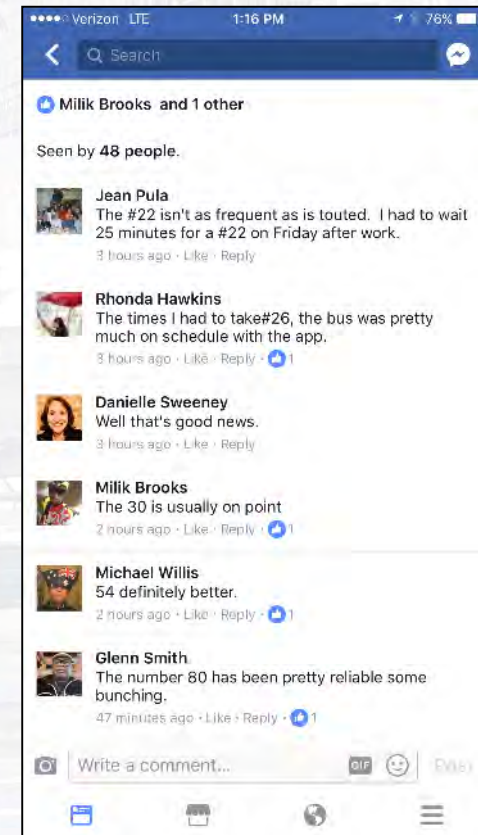 Verizon LTE 1:16 PM 76%
Search
Milik Brooks and 1 other
Seen by 48 people.
Jean Pula
The #22 isn't as frequent as is touted. I had to wait
25 minutes for a #22 on Friday after work.
3 hours ago · Like · Reply
Rhonda Hawkins
The times I had to take#26, the bus was pretty
much on schedule with the app.
3 hours ago · Like · Reply · 1
Danielle Sweeney
Well that's good news.
3 hours ago · Like · Reply
Milik Brooks
The 30 is usually on point
2 hours ago · Like · Reply · 1
Michael Willis
54 definitely better.
2 hours ago · Like · Reply · 1
Glenn Smith
The number 80 has been pretty reliable some
bunching.
47 minutes ago · Like · Reply · 1
Write a comment... GIF